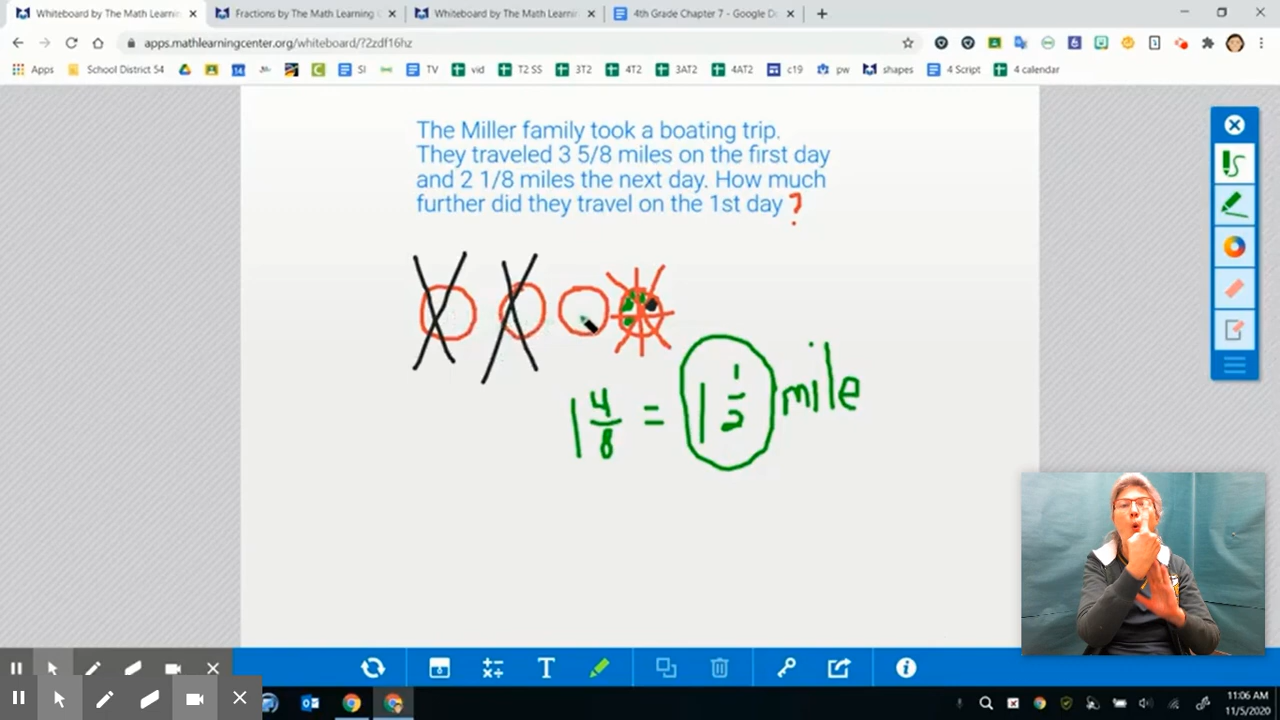 Whiteboard by The Math Learnin
Fractions by The Math Learning C
Whiteboard by The Math Learnin
4th Grade Chapter 7 - Google Do
apps.mathlearningcenter.org/whiteboard/?2zdf16hz
Apps
School District 54
SI
TV
vid
T2 SS
3T2
4T2
3AT2
4AT2
c19
pw
shapes
4 Script
4 calendar
The Miller family took a boating trip.
They traveled 3 5/8 miles on the first day
and 2 1/8 miles the next day. How much
further did they travel on the 1st day ?
1 4/8 = 1 1/2 mile
T
11:06 AM
11/5/2020